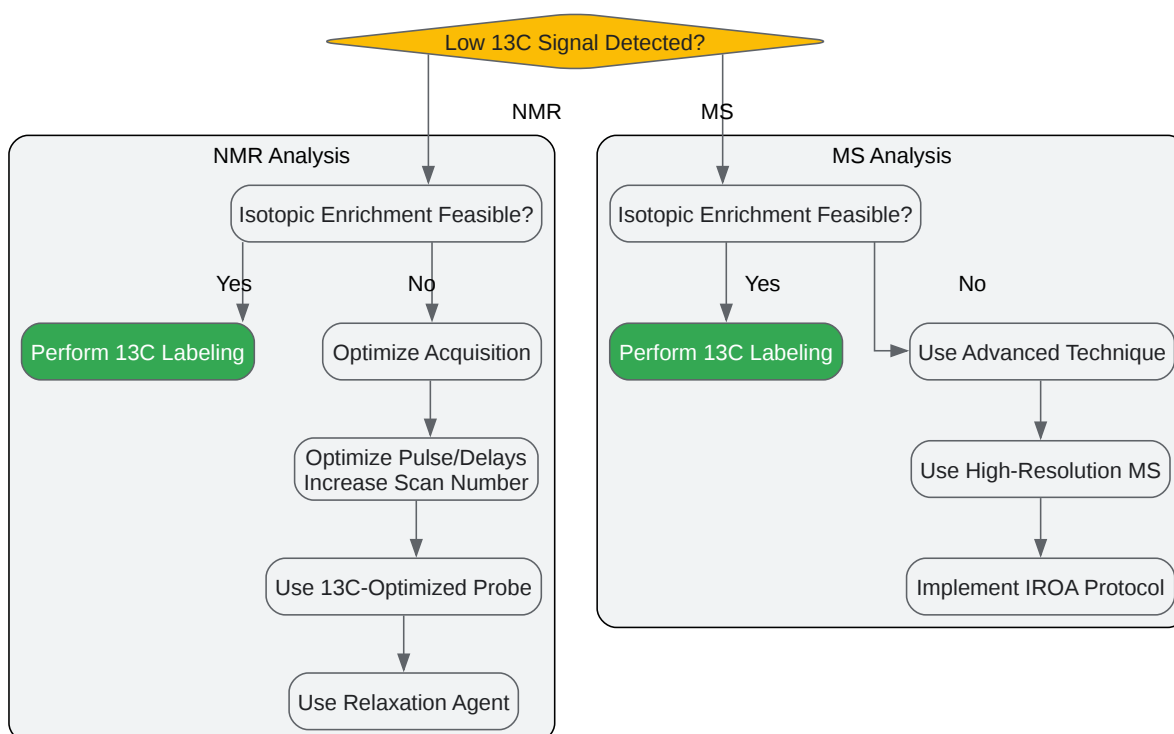 Low 13C Signal Detected?
NMR
MS
NMR Analysis
Isotopic Enrichment Feasible?
Yes
No
Perform 13C Labeling
Optimize Acquisition
Optimize Pulse/Delays
Increase Scan Number
Use 13C-Optimized Probe
Use Relaxation Agent
MS Analysis
Isotopic Enrichment Feasible?
Yes
No
Perform 13C Labeling
Use Advanced Technique
Use High-Resolution MS
Implement IROA Protocol